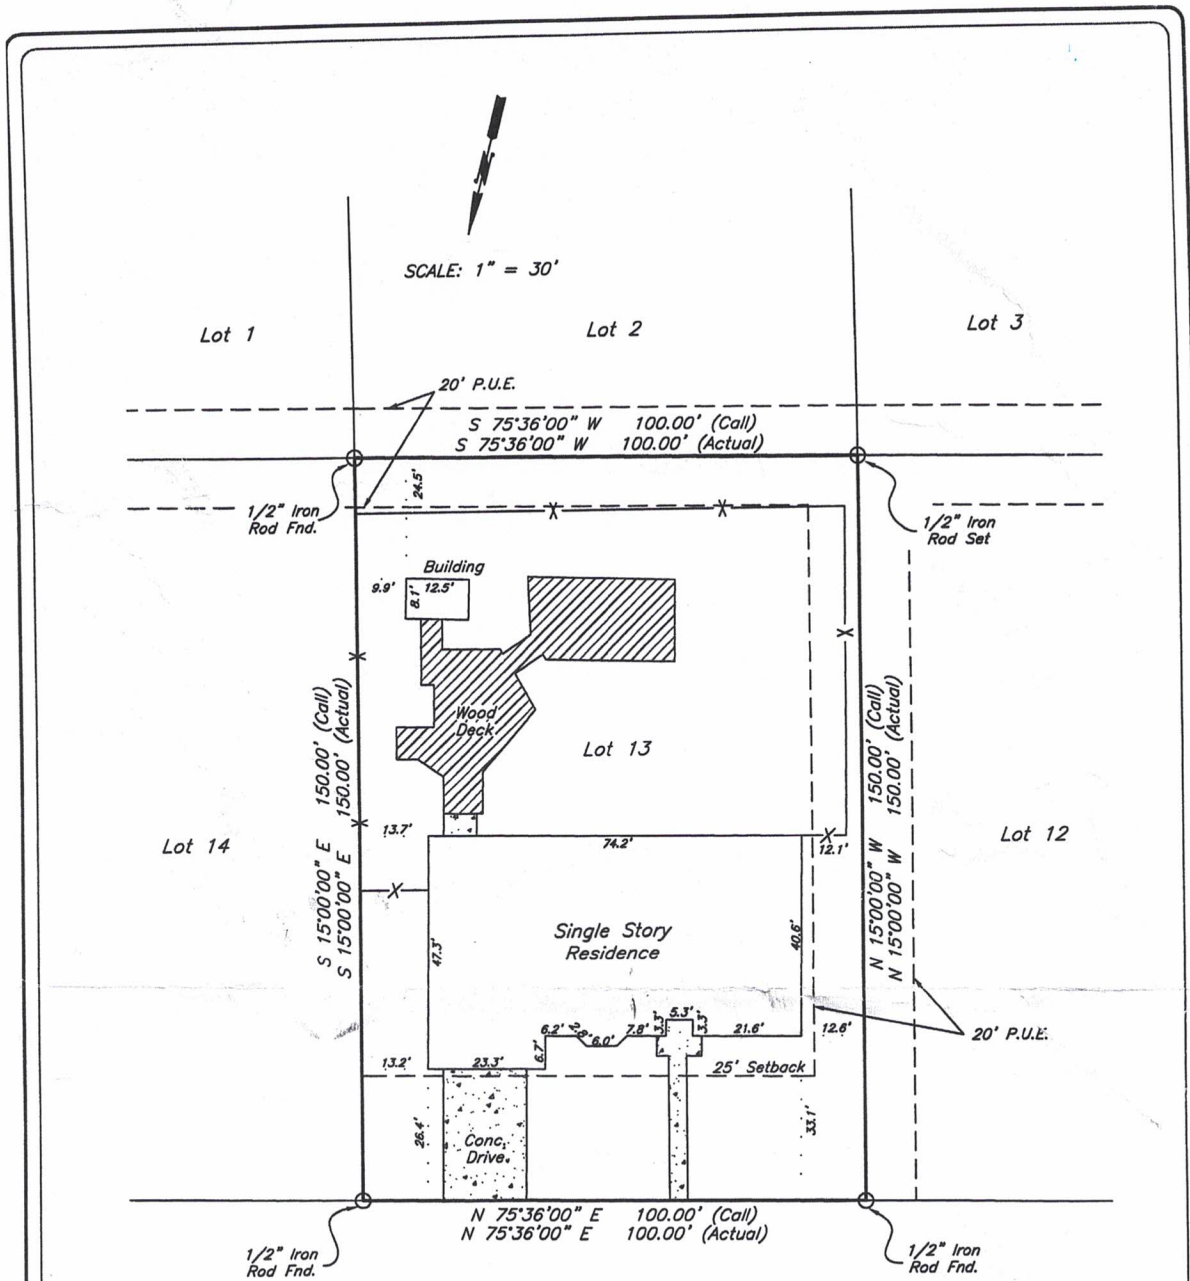 SCALE: 1" = 30'
Lot 1
Lot 2
Lot 3
20' P.U.E.
S 75°36'00" W 100.00' (Call)
S 75°36'00" W 100.00' (Actual)
24.5'
1/2" Iron
Rod Fnd.
1/2" Iron
Rod Set
Building
9.9'
8.1'
12.5'
S 15°00'00" E 150.00' (Call)
S 15°00'00" E 150.00' (Actual)
Wood
Deck
Lot 13
N 15°00'00" W 150.00' (Call)
N 15°00'00" W 150.00' (Actual)
Lot 14
13.7'
74.2'
12.1'
Lot 12
47.3'
Single Story
Residence
40.6'
5.3'
6.2'
6.0'
7.8'
3.3'
3.3'
21.6'
12.6'
20' P.U.E.
6.7'
13.2'
23.3'
25' Setback
26.4'
Conc.
Drive
33.1'
N 75°36'00" E 100.00' (Call)
N 75°36'00" E 100.00' (Actual)
1/2" Iron
Rod Fnd.
1/2" Iron
Rod Fnd.